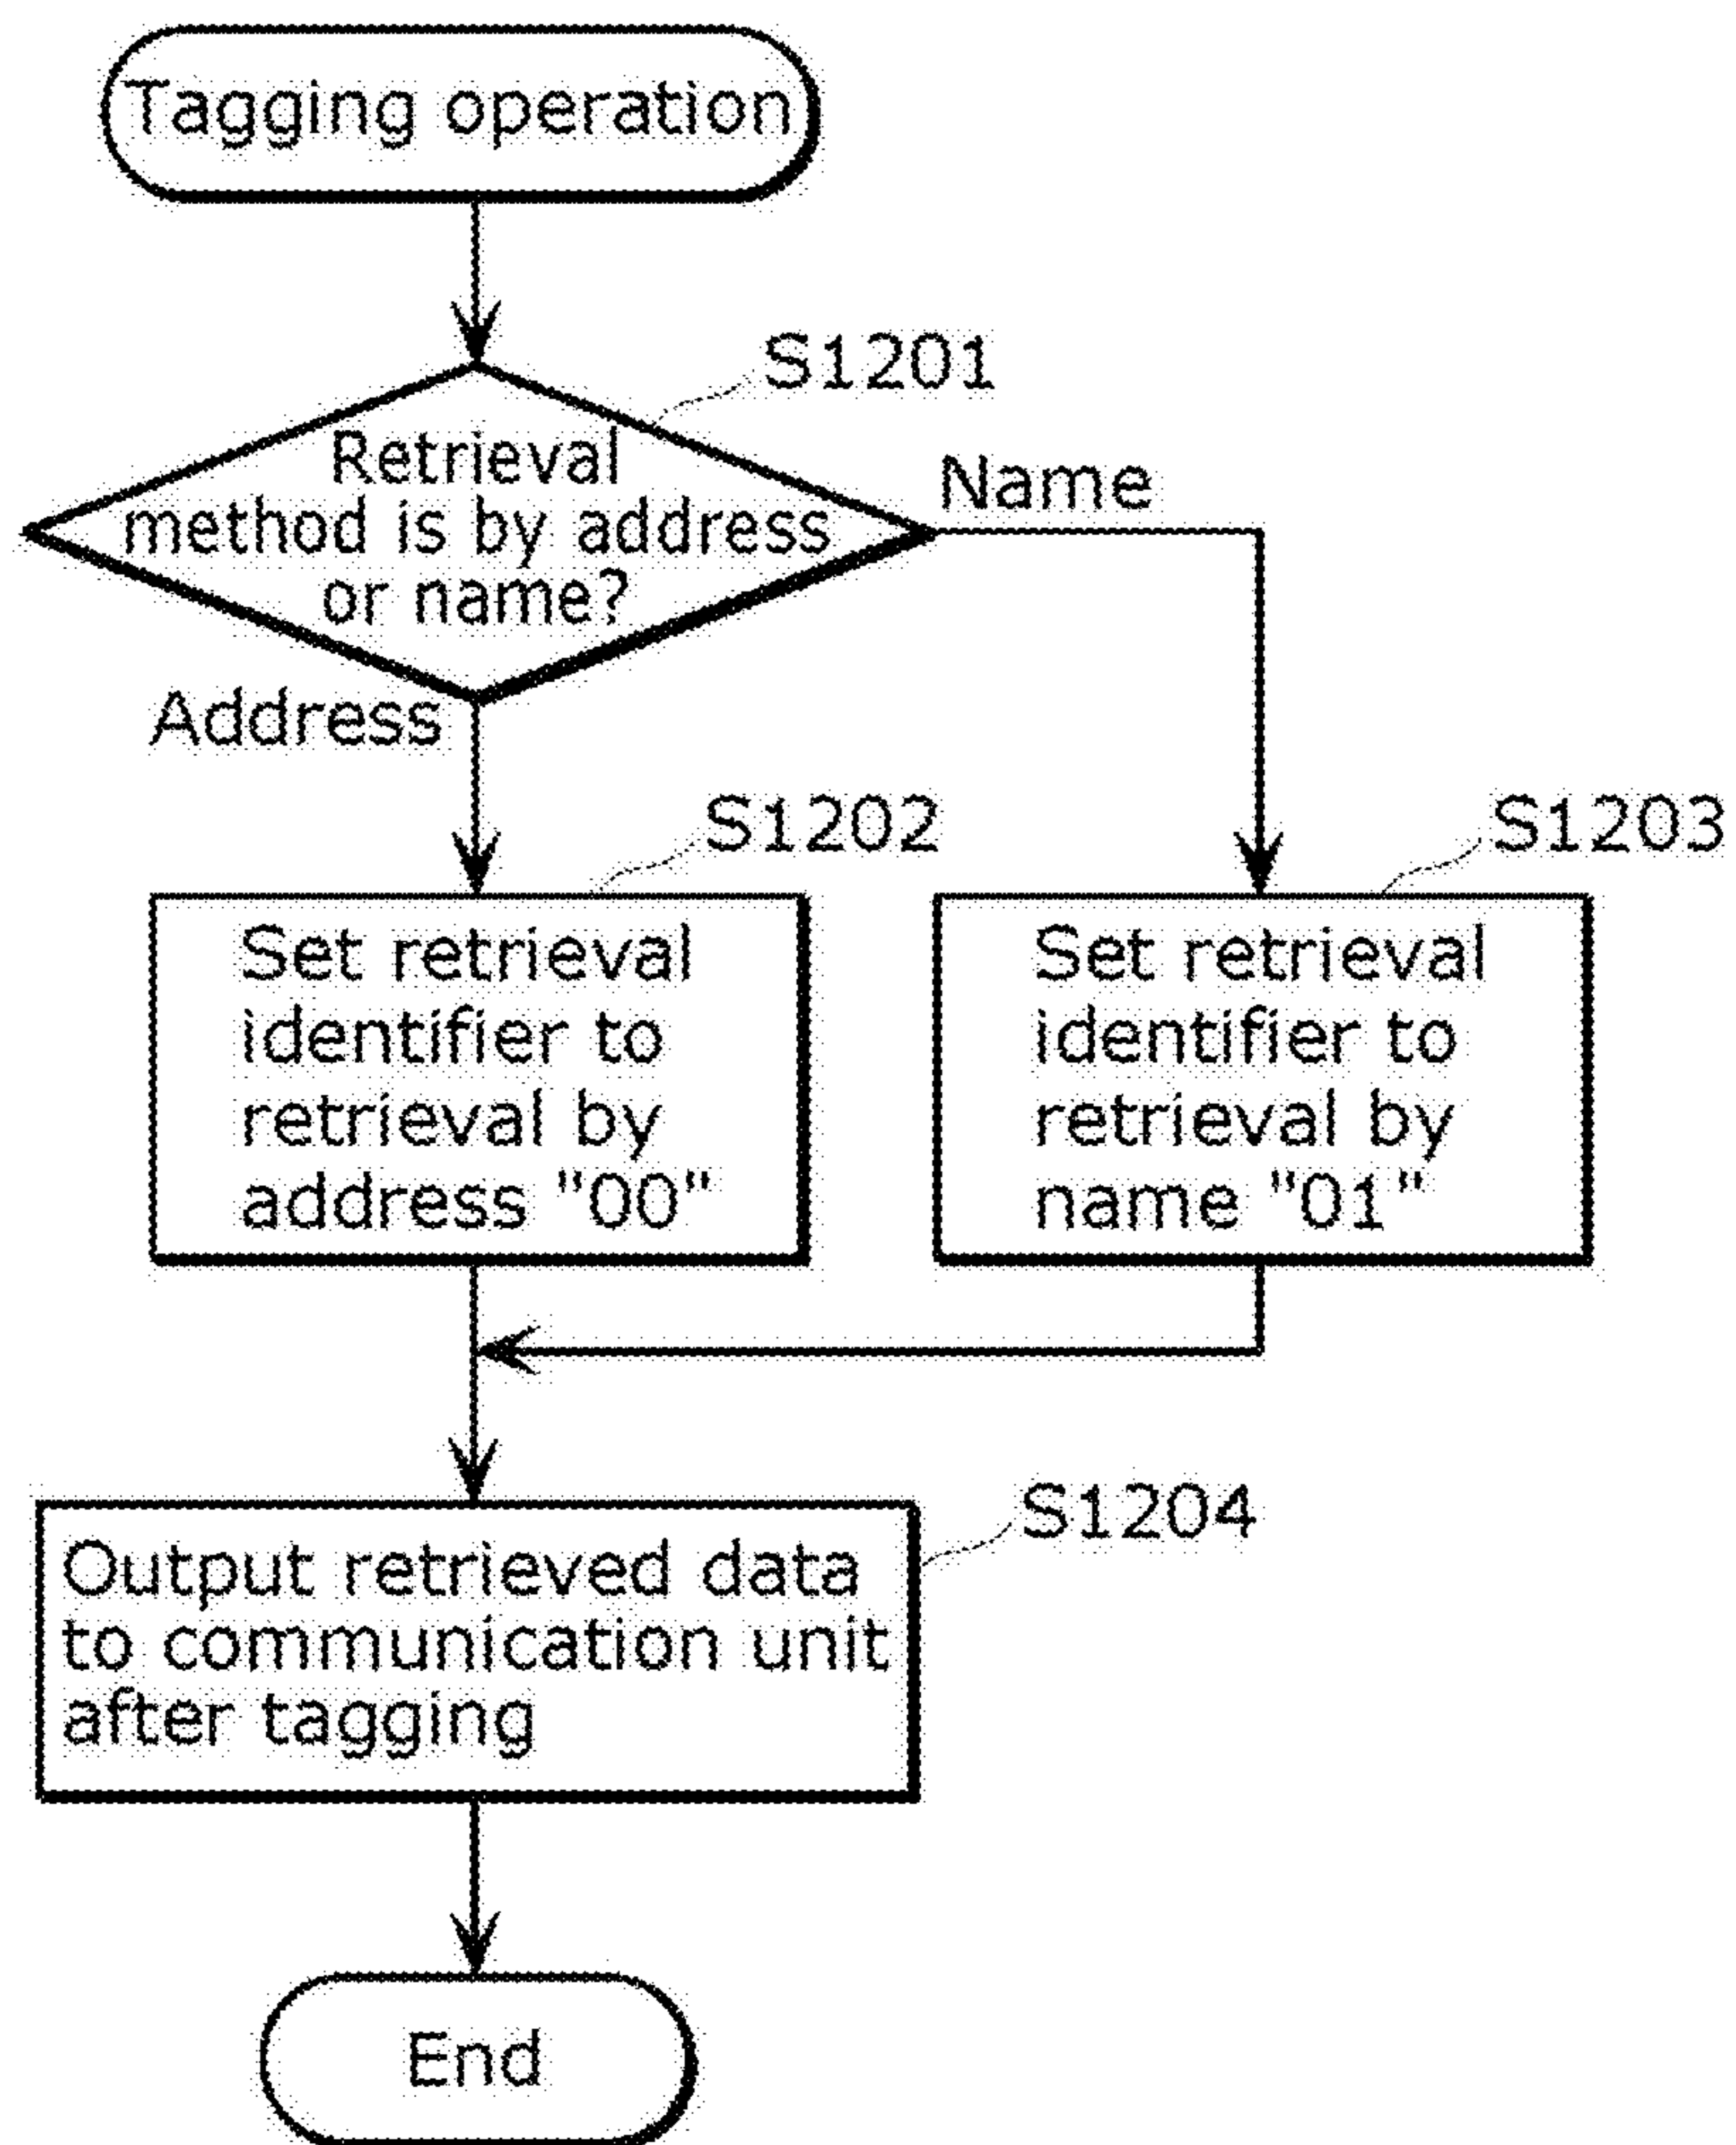 Tagging operation
S1201
Retrieval
method is by address
or name?
Name
Address
S1202
S1203
Set retrieval
identifier to
retrieval by
address "00"
Set retrieval
identifier to
retrieval by
name "01"
S1204
Output retrieved data
to communication unit
after tagging
End